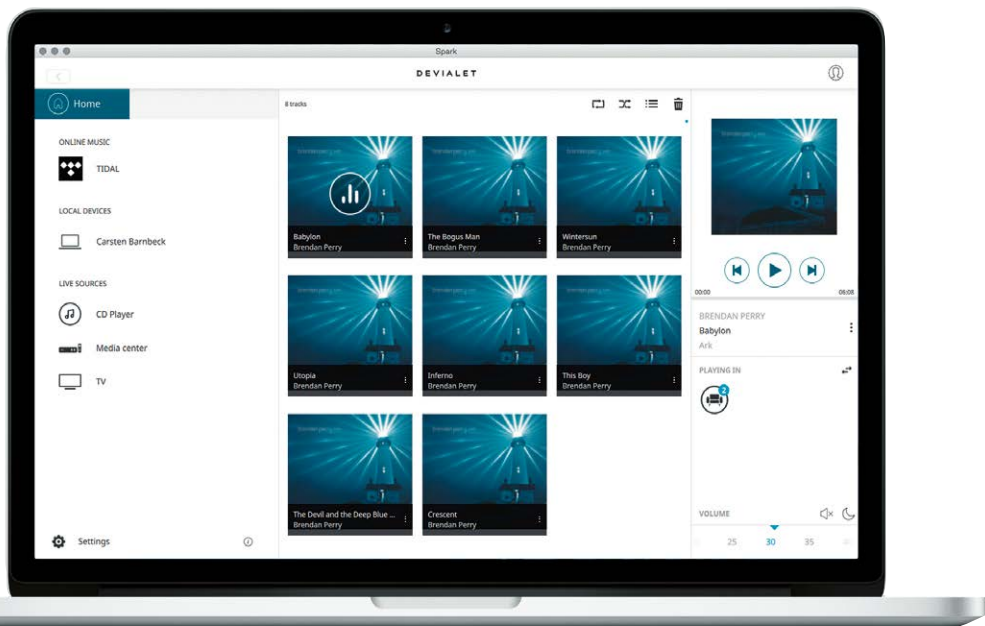 Spark
DEVIALET
Home
8 tracks
ONLINE MUSIC
TIDAL
LOCAL DEVICES
Carsten Barnbeck
LIVE SOURCES
CD Player
Media center
TV
Settings
Babylon
Brendan Perry
The Bogus Man
Brendan Perry
Wintersun
Brendan Perry
Utopia
Brendan Perry
Inferno
Brendan Perry
This Boy
Brendan Perry
The Devil and the Deep Blue ...
Brendan Perry
Crescent
Brendan Perry
00:00
06:08
BRENDAN PERRY
Babylon
Ark
PLAYING IN
2
VOLUME
25 30 35